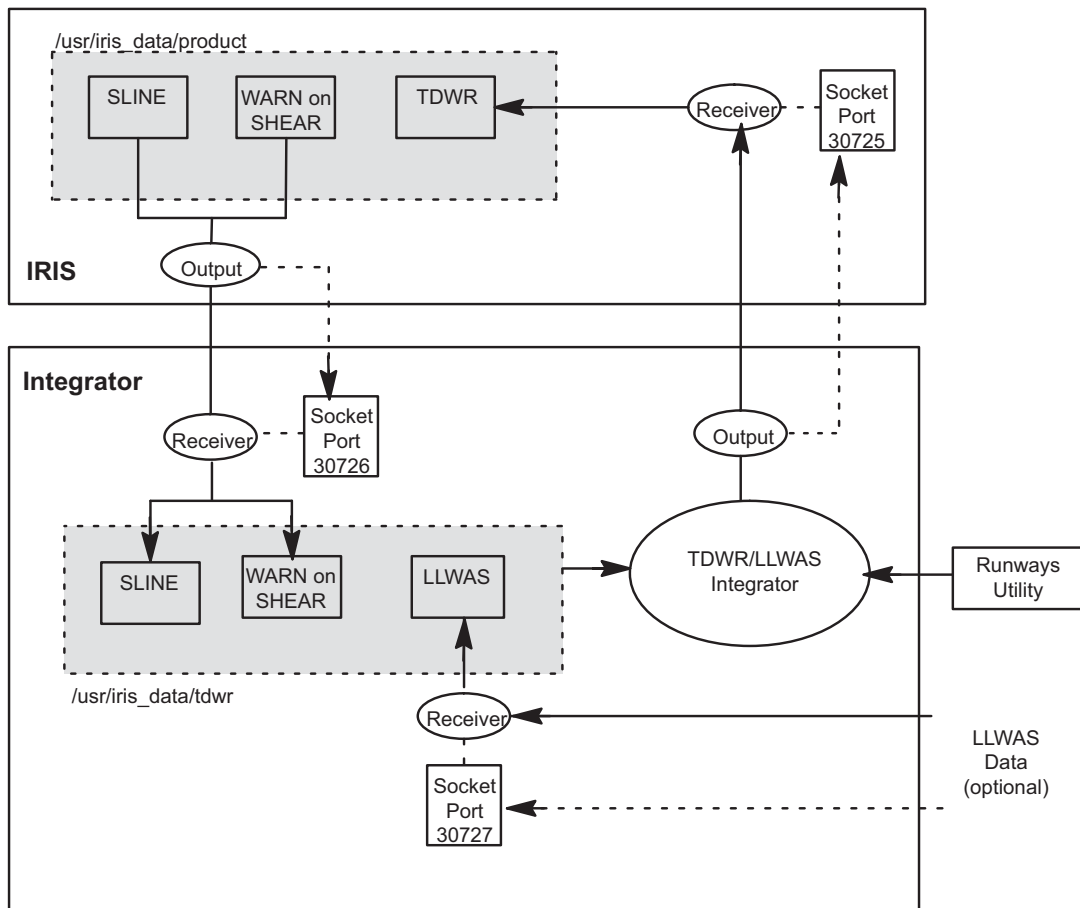 /usr/iris_data/product
SLINE
WARN on
SHEAR
TDWR
Receiver
Socket
Port
30725
Output
IRIS
Integrator
Receiver
Socket
Port
30726
Output
SLINE
WARN on
SHEAR
LLWAS
TDWR/LLWAS
Integrator
Runways
Utility
/usr/iris_data/tdwr
Receiver
LLWAS
Data
(optional)
Socket
Port
30727